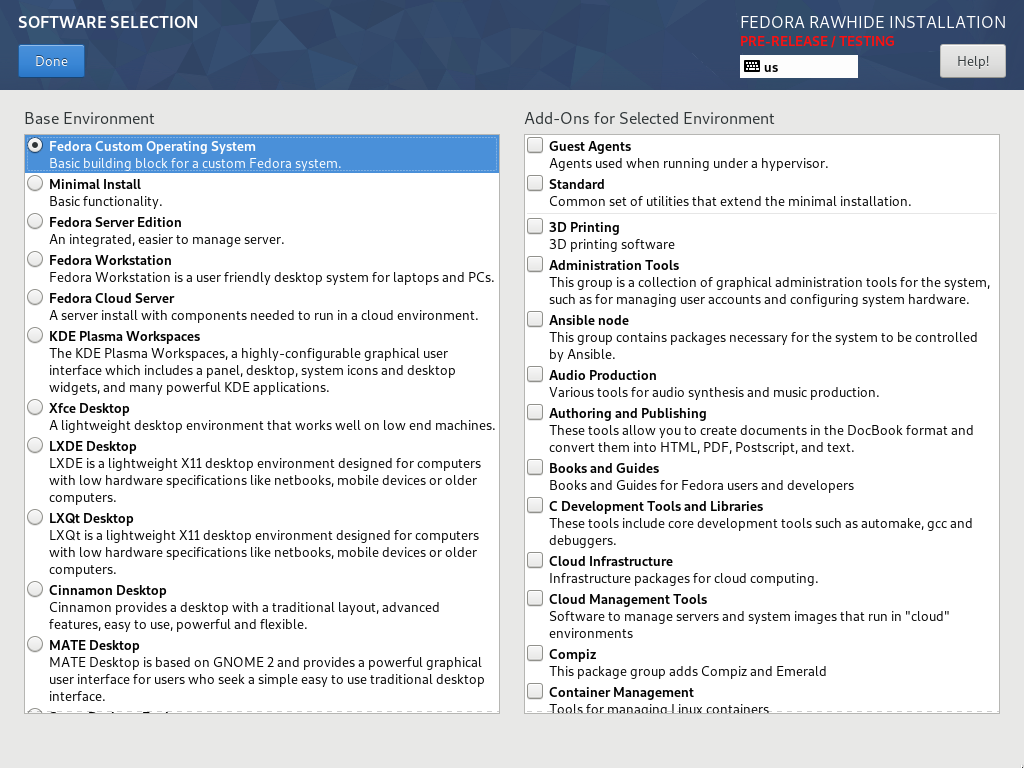 SOFTWARE SELECTION
FEDORA RAWHIDE INSTALLATION
PRE-RELEASE / TESTING
Done
us
Help!
Base Environment
Fedora Custom Operating System
Basic building block for a custom Fedora system.
Minimal Install
Basic functionality.
Fedora Server Edition
An integrated, easier to manage server.
Fedora Workstation
Fedora Workstation is a user friendly desktop system for laptops and PCs.
Fedora Cloud Server
A server install with components needed to run in a cloud environment.
KDE Plasma Workspaces
The KDE Plasma Workspaces, a highly-configurable graphical user
interface which includes a panel, desktop, system icons and desktop
widgets, and many powerful KDE applications.
Xfce Desktop
A lightweight desktop environment that works well on low end machines.
LXDE Desktop
LXDE is a lightweight X11 desktop environment designed for computers
with low hardware specifications like netbooks, mobile devices or older
computers.
LXQt Desktop
LXQt is a lightweight X11 desktop environment designed for computers
with low hardware specifications like netbooks, mobile devices or older
computers.
Cinnamon Desktop
Cinnamon provides a desktop with a traditional layout, advanced
features, easy to use, powerful and flexible.
MATE Desktop
MATE Desktop is based on GNOME 2 and provides a powerful graphical
user interface for users who seek a simple easy to use traditional desktop
interface.
Add-Ons for Selected Environment
Guest Agents
Agents used when running under a hypervisor.
Standard
Common set of utilities that extend the minimal installation.
3D Printing
3D printing software
Administration Tools
This group is a collection of graphical administration tools for the system,
such as for managing user accounts and configuring system hardware.
Ansible node
This group contains packages necessary for the system to be controlled
by Ansible.
Audio Production
Various tools for audio synthesis and music production.
Authoring and Publishing
These tools allow you to create documents in the DocBook format and
convert them into HTML, PDF, Postscript, and text.
Books and Guides
Books and Guides for Fedora users and developers
C Development Tools and Libraries
These tools include core development tools such as automake, gcc and
debuggers.
Cloud Infrastructure
Infrastructure packages for cloud computing.
Cloud Management Tools
Software to manage servers and system images that run in "cloud"
environments
Compiz
This package group adds Compiz and Emerald
Container Management
Tools for managing Linux containers